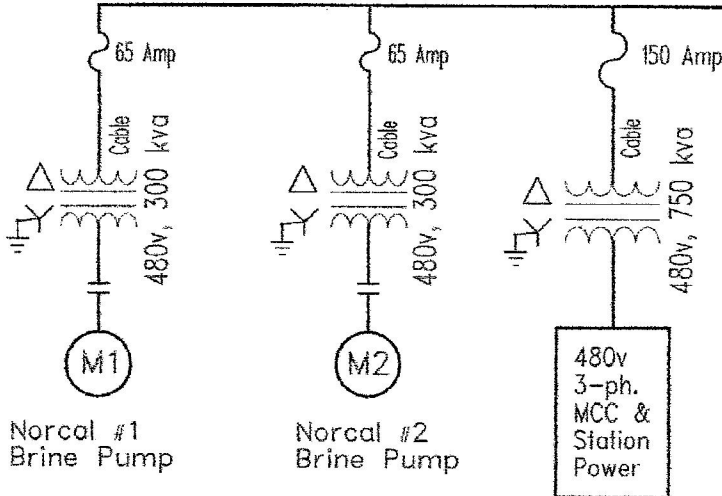 65 Amp
65 Amp
150 Amp
Cable
480v, 300 kva
Cable
480v, 300 kva
Cable
480v, 750 kva
M1
M2
480v
3-ph.
MCC &
Station
Power
Norcal #1
Brine Pump
Norcal #2
Brine Pump